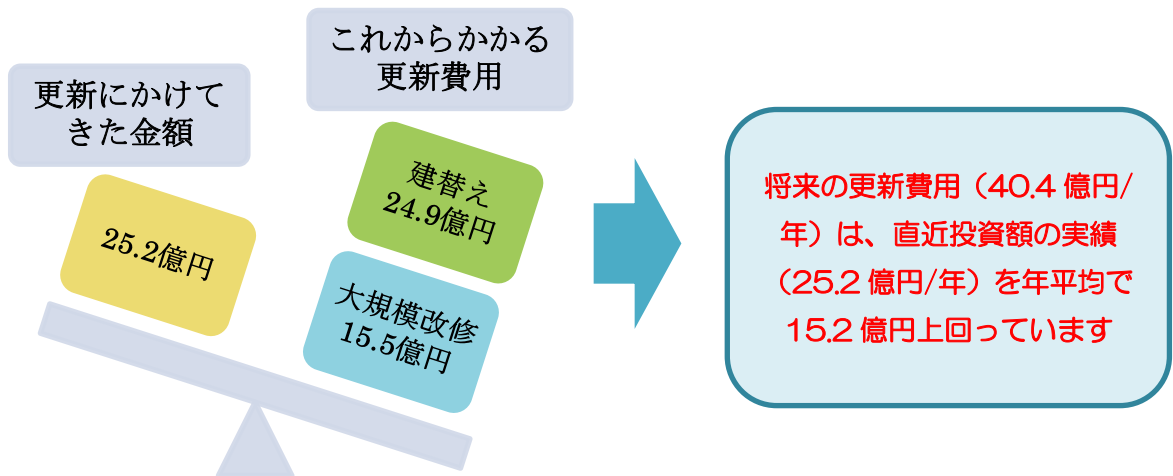 更新にかけて
きた金額
25.2億円
これからかかる
更新費用
建替え
24.9億円
大規模改修
15.5億円
将来の更新費用（40.4 億円/
年）は、直近投資額の実績
（25.2 億円/年）を年平均で
15.2 億円上回っています